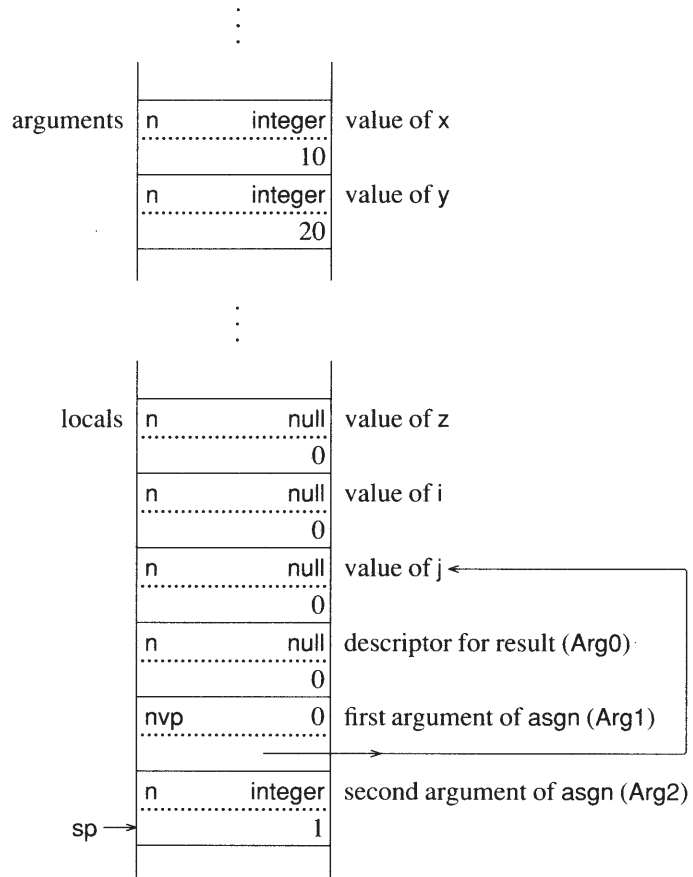 arguments n integer value of x
10
n integer value of y
20
locals n null value of z
0
n null value of i
0
n null value of j
0
n null descriptor for result (Arg0)
0
nvp 0 first argument of asgn (Arg1)
n integer second argument of asgn (Arg2)
sp 1